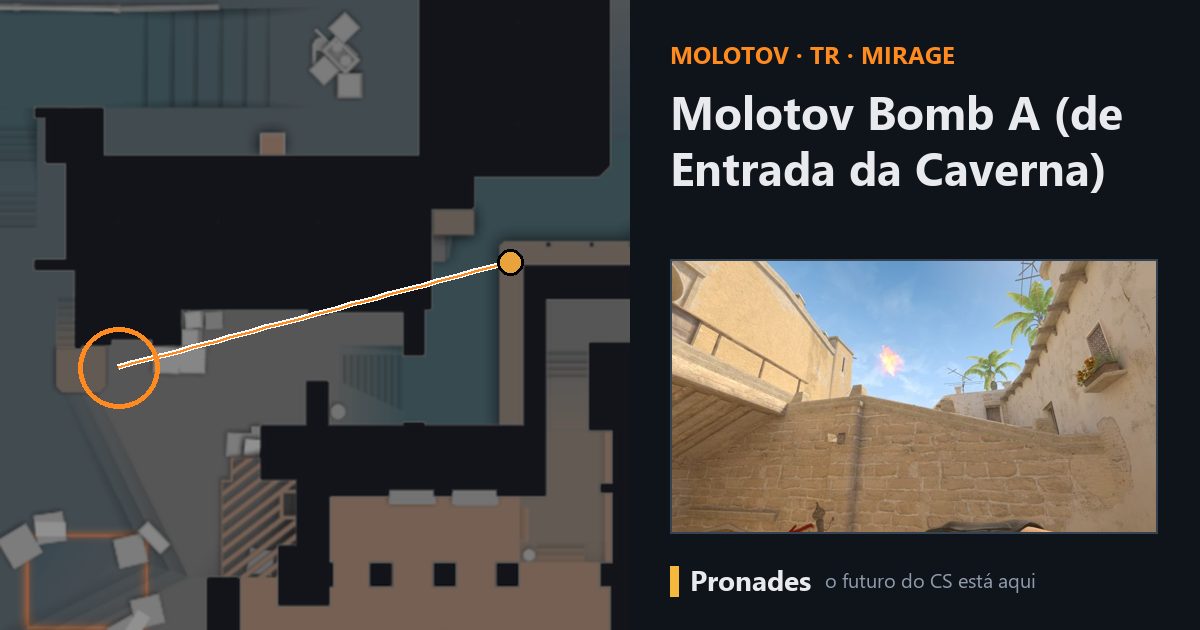 MOLOTOV · TR · MIRAGE
Molotov Bomb A (de
Entrada da Caverna)
Pronades o futuro do CS está aqui